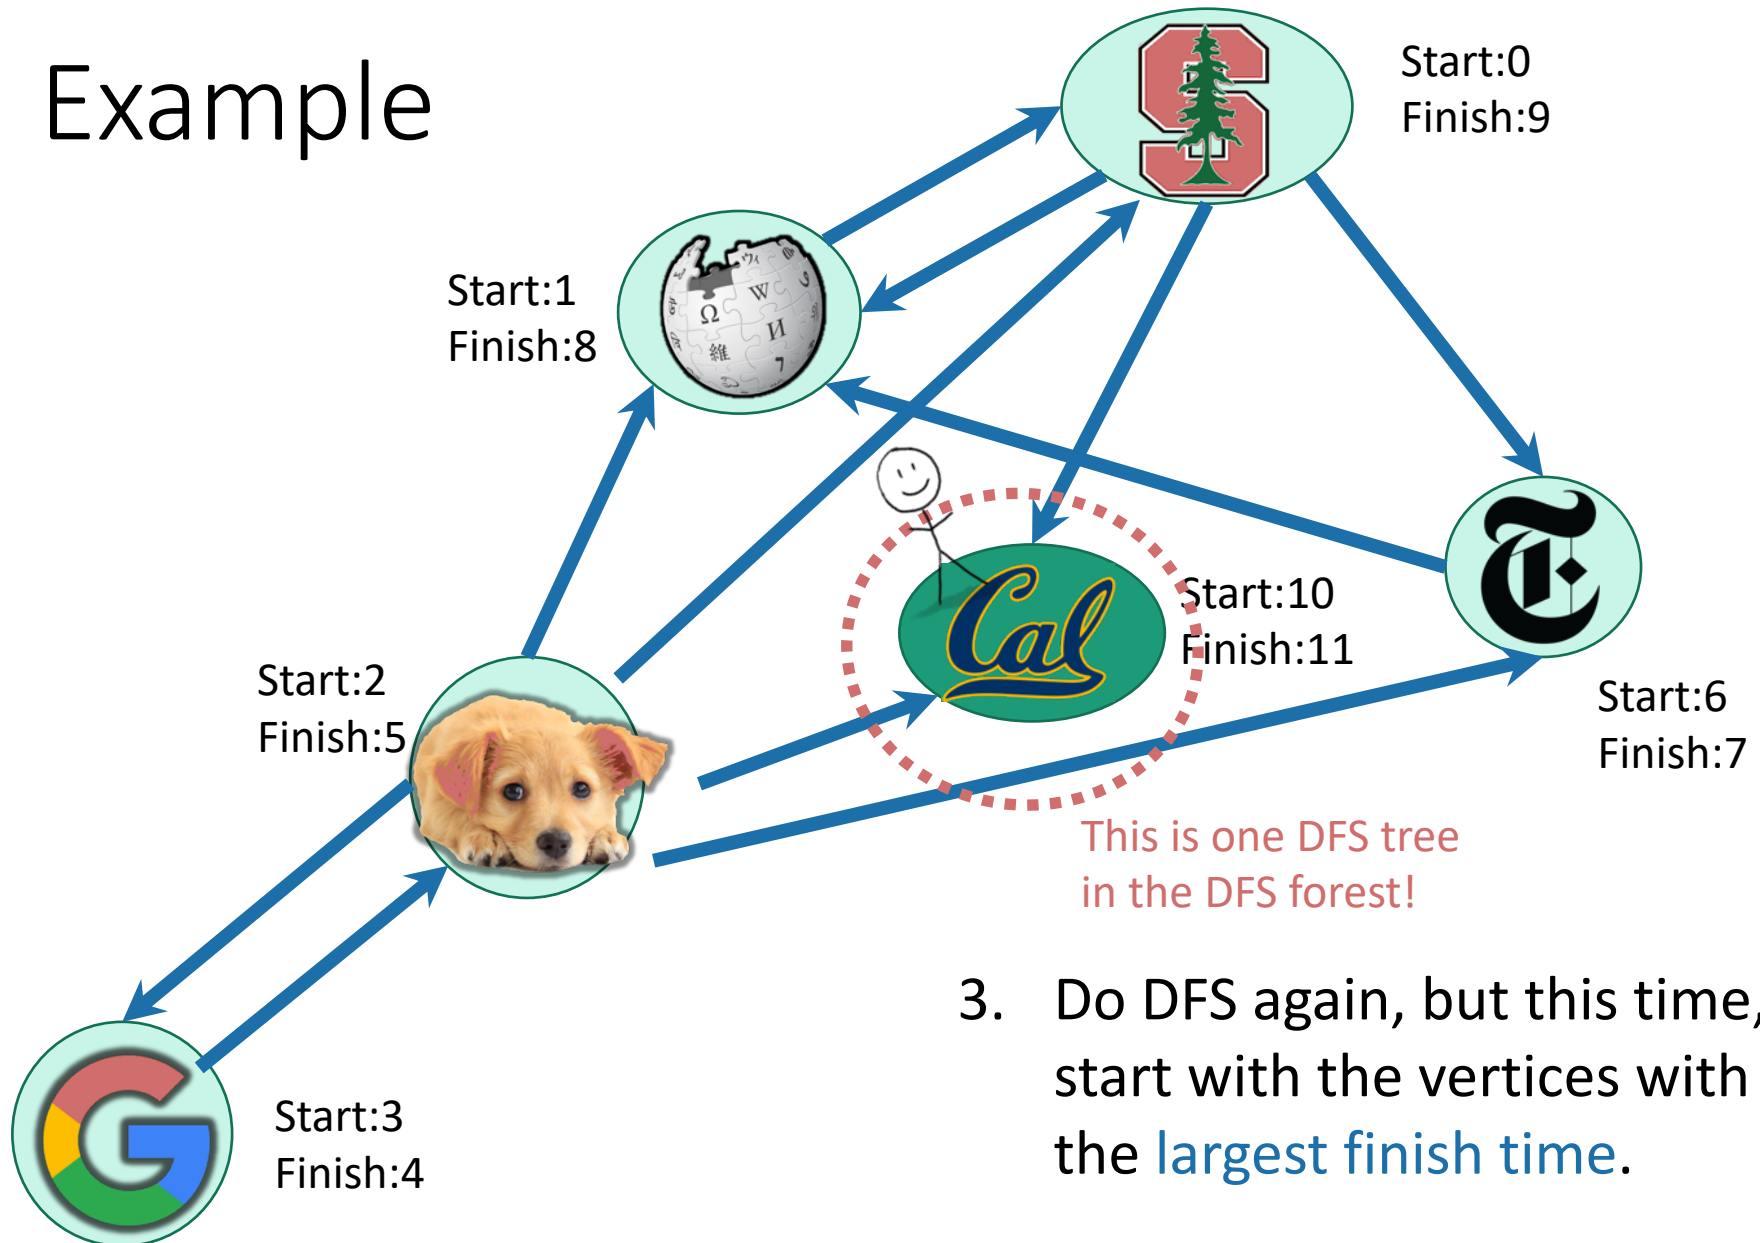 Example
Start:0
Finish:9
Start:1
Finish:8
Ω
W
И
維
Cal
Start:10
Finish:11
Start:2
Finish:5
Start:6
Finish:7
This is one DFS tree
in the DFS forest!
3. Do DFS again, but this time,
start with the vertices with
the largest finish time.
Start:3
Finish:4